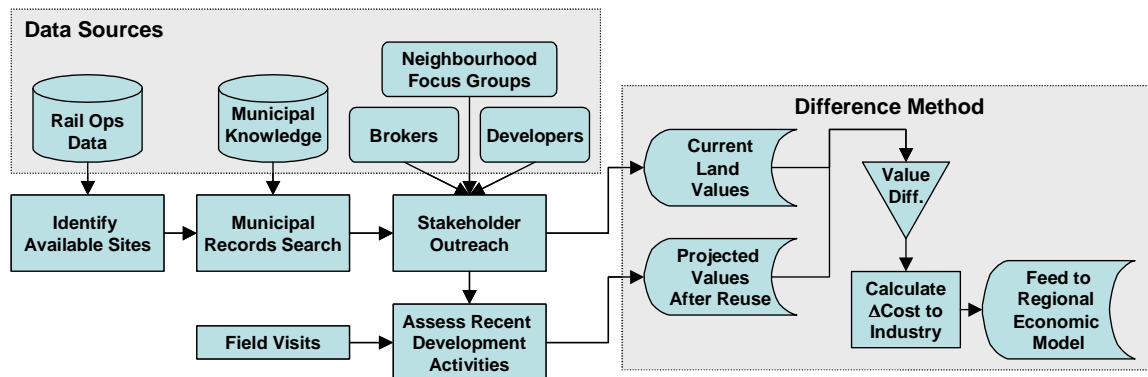 Data Sources
Rail Ops
Data
Municipal
Knowledge
Neighbourhood
Focus Groups
Brokers
Developers
Identify
Available Sites
Municipal
Records Search
Stakeholder
Outreach
Field Visits
Assess Recent
Development
Activities
Difference Method
Current
Land
Values
Projected
Values
After Reuse
Value
Diff.
Calculate
ΔCost to
Industry
Feed to
Regional
Economic
Model